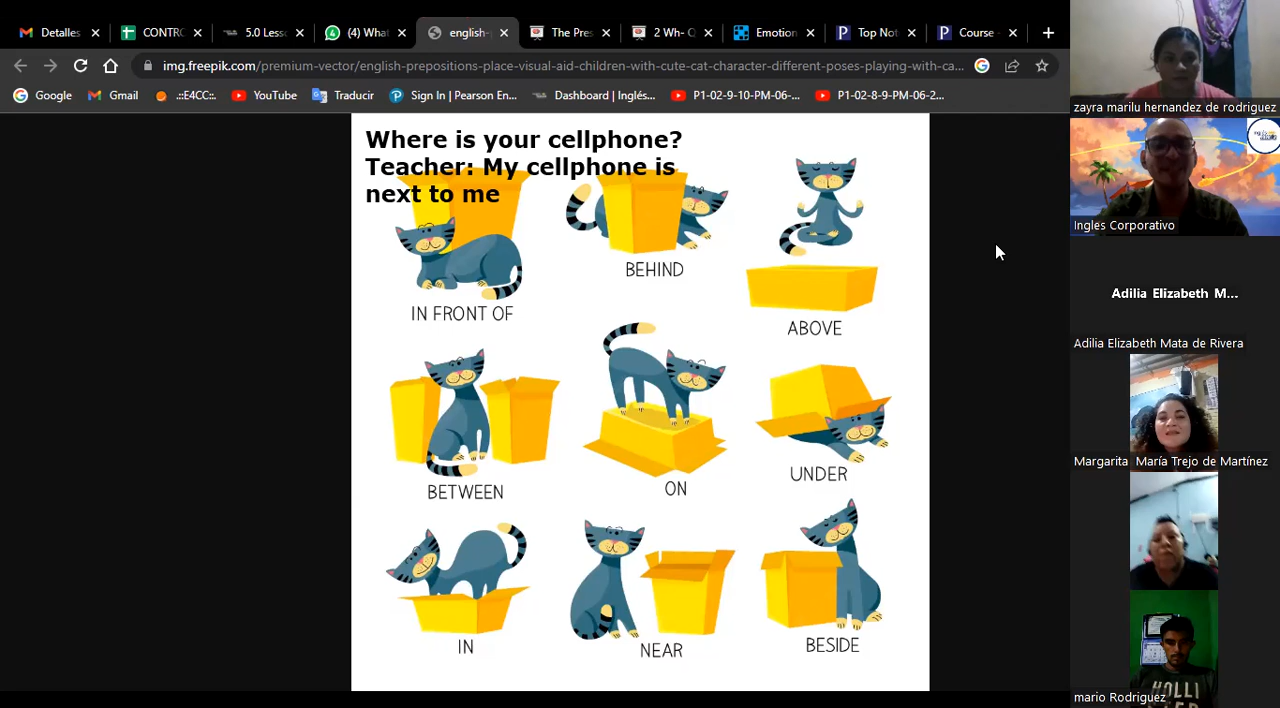 Detalles
CONTRO
5.0 Less
(4) What
english-
The Pres
2 Wh- Q
Emotion
Top Not
Course -
img.freepik.com/premium-vector/english-prepositions-place-visual-aid-children-with-cute-cat-character-different-poses-playing-with-ca...
Google
Gmail
.::E4CC::.
YouTube
Traducir
Sign In | Pearson En...
Dashboard | Inglés...
P1-02-9-10-PM-06-...
P1-02-8-9-PM-06-2...
Where is your cellphone?
Teacher: My cellphone is
next to me
IN FRONT OF
BEHIND
ABOVE
BETWEEN
ON
UNDER
IN
NEAR
BESIDE
zayra marilu hernandez de rodriguez
Ingles Corporativo
Adilia Elizabeth M...
Adilia Elizabeth Mata de Rivera
Margarita María Trejo de Martínez
HOLLI
mario Rodriguez